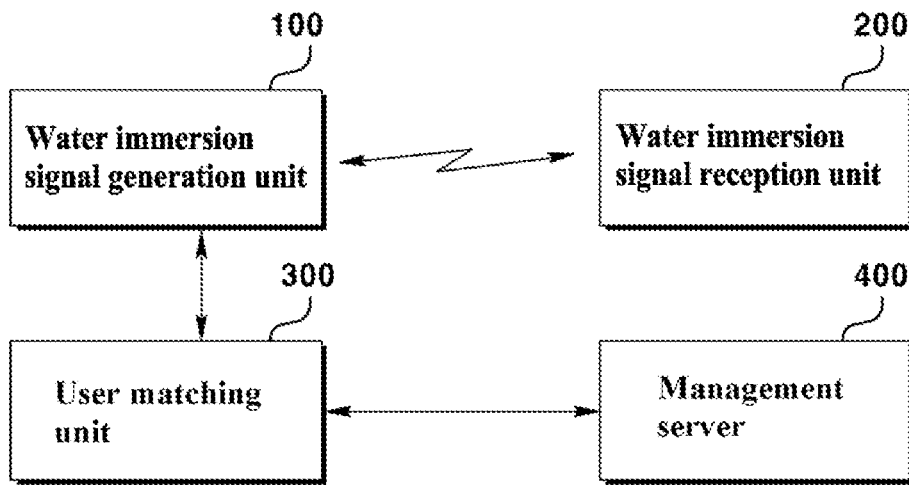 100
200
Water immersion
signal generation unit
Water immersion
signal reception unit
300
400
User matching
unit
Management
server